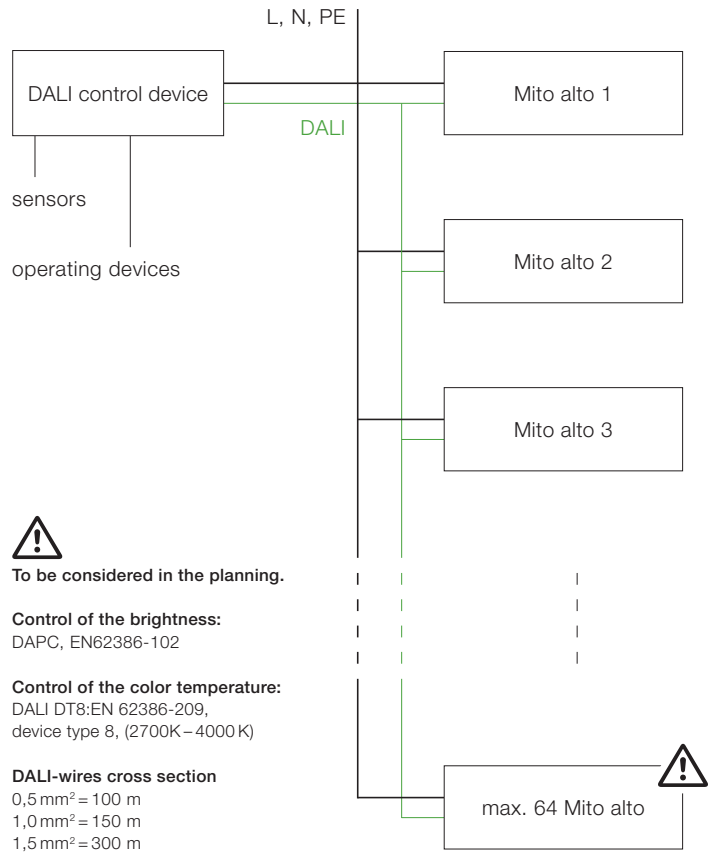 L, N, PE
DALI control device
Mito alto 1
DALI
sensors
operating devices
Mito alto 2
Mito alto 3
To be considered in the planning.
Control of the brightness:
DAPC, EN62386-102
Control of the color temperature:
DALI DT8:EN 62386-209,
device type 8, (2700K – 4000 K)
DALI-wires cross section
0,5 mm² = 100 m
1,0 mm² = 150 m
1,5 mm² = 300 m
max. 64 Mito alto